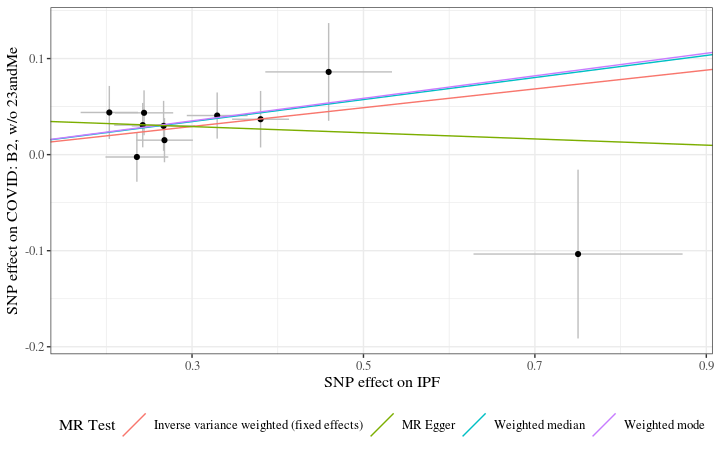 SNP effect on COVID: B2, w/o 23andMe
0.1
0.0
-0.1
-0.2
0.3
0.5
0.7
0.9
SNP effect on IPF
MR Test
Inverse variance weighted (fixed effects)
MR Egger
Weighted median
Weighted mode